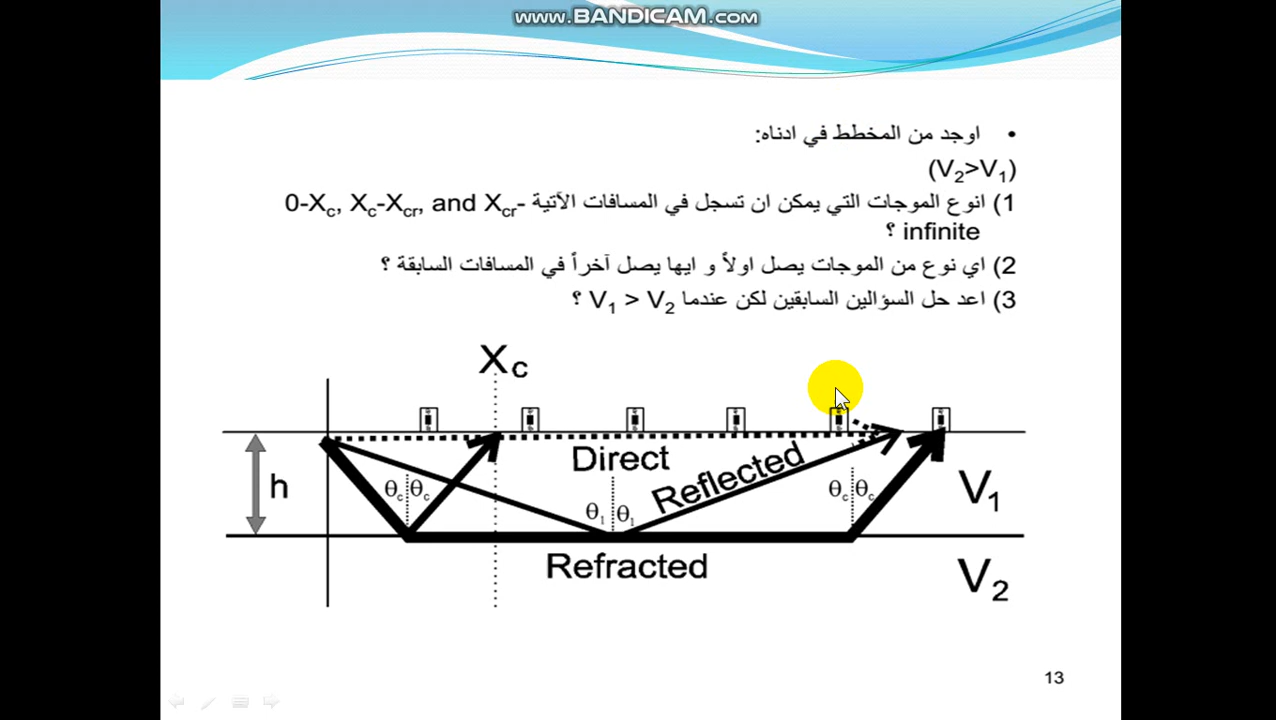 www.BANDICAM.com
• اوجد من المخطط في ادناه:
(V₂>V₁)
1) انوع الموجات التي يمكن ان تسجل في المسافات الآتية 0-Xc, Xc-Xcr, and Xcr-
infinite ؟
2) اي نوع من الموجات يصل اولاً و ايها يصل آخراً في المسافات السابقة ؟
3) اعد حل السؤالين السابقين لكن عندما V₁ > V₂ ؟
Xc
Direct
Reflected
h
θc θc
θ₁ θ₁
θc θc
V₁
Refracted
V₂
13